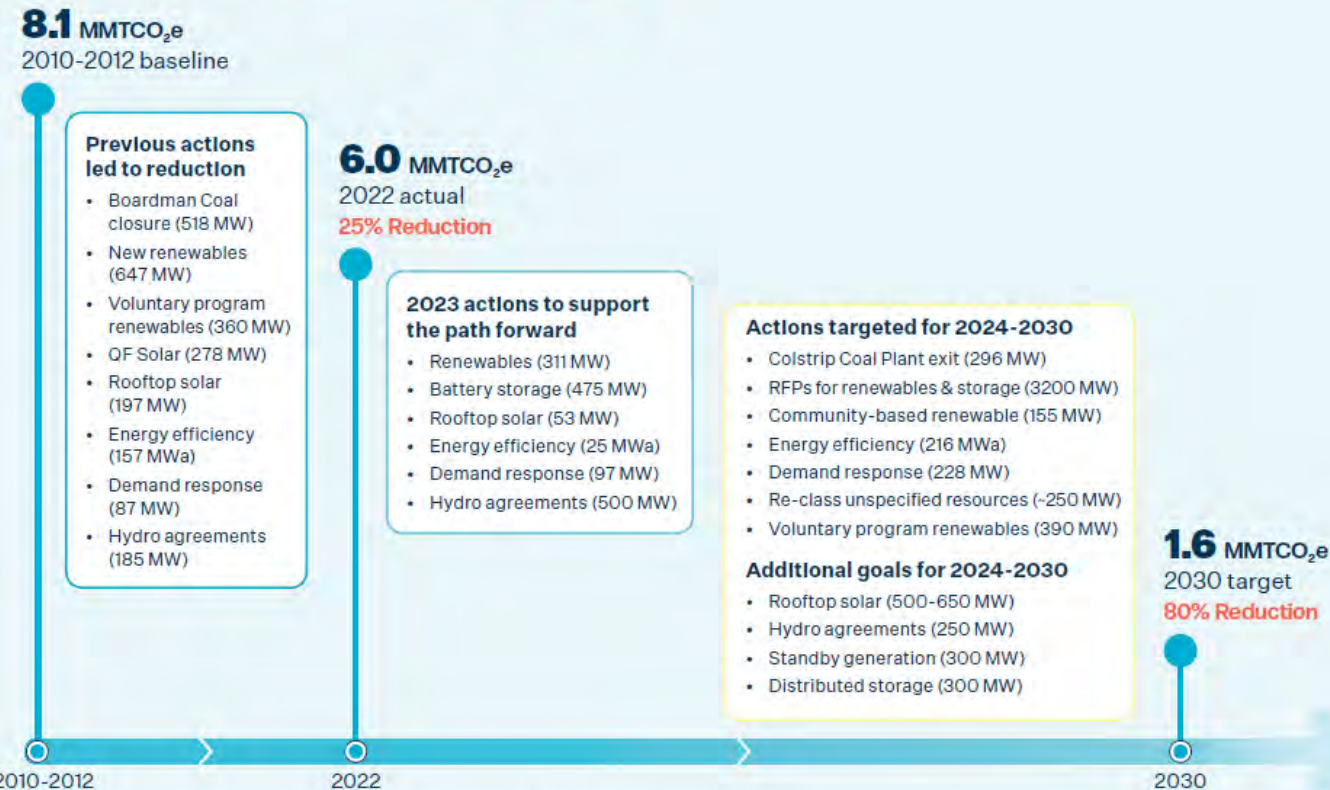 8.1 MMTCO₂e
2010-2012 baseline
Previous actions
led to reduction
• Boardman Coal
closure (518 MW)
• New renewables
(647 MW)
• Voluntary program
renewables (360 MW)
• QF Solar (278 MW)
• Rooftop solar
(197 MW)
• Energy efficiency
(157 MWa)
• Demand response
(87 MW)
• Hydro agreements
(185 MW)
6.0 MMTCO₂e
2022 actual
25% Reduction
2023 actions to support
the path forward
• Renewables (311 MW)
• Battery storage (475 MW)
• Rooftop solar (53 MW)
• Energy efficiency (25 MWa)
• Demand response (97 MW)
• Hydro agreements (500 MW)
Actions targeted for 2024-2030
• Colstrip Coal Plant exit (296 MW)
• RFPs for renewables & storage (3200 MW)
• Community-based renewable (155 MW)
• Energy efficiency (216 MWa)
• Demand response (228 MW)
• Re-class unspecified resources (~250 MW)
• Voluntary program renewables (390 MW)
Additional goals for 2024-2030
• Rooftop solar (500-650 MW)
• Hydro agreements (250 MW)
• Standby generation (300 MW)
• Distributed storage (300 MW)
1.6 MMTCO₂e
2030 target
80% Reduction
2010-2012
2022
2030